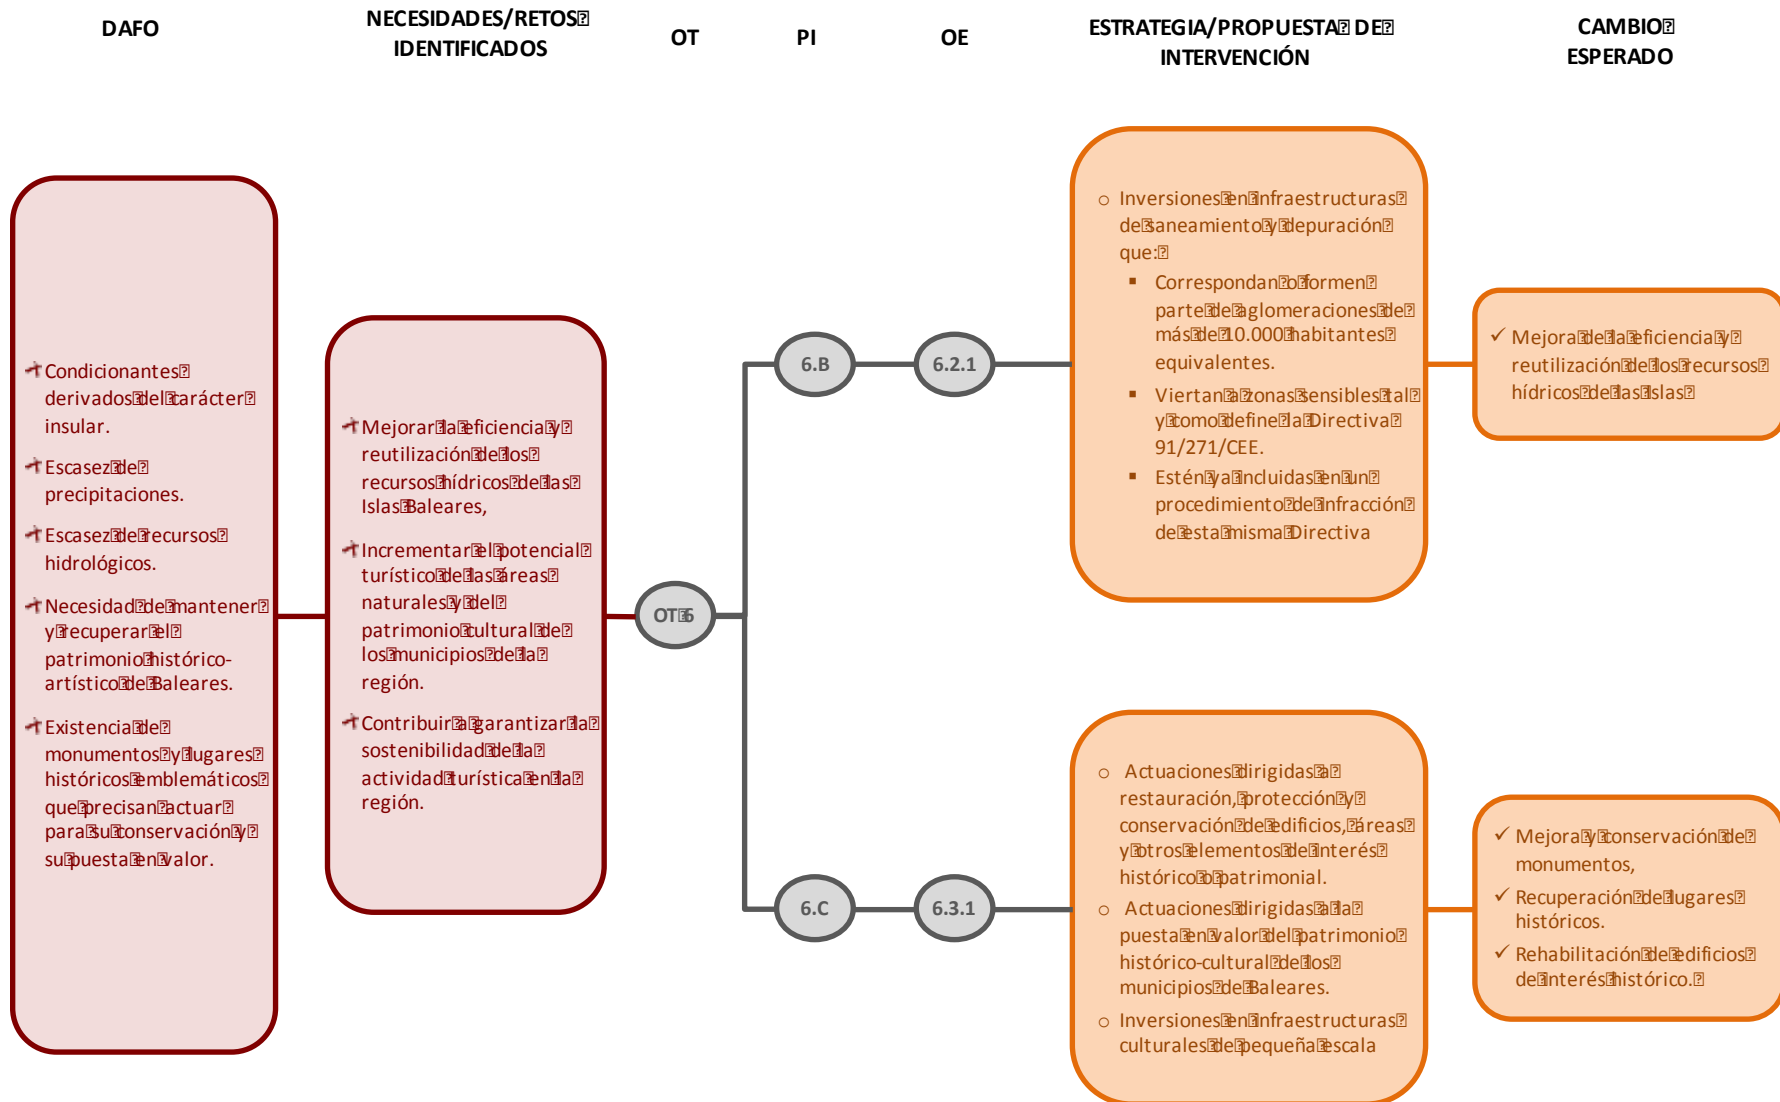 DAFO
NECESIDADES/RETOS
IDENTIFICADOS
OT
PI
OE
ESTRATEGIA/PROPUESTA DE
INTERVENCIÓN
CAMBIO
ESPERADO
Condicionantes
derivados del carácter
insular.
Escasez de
precipitaciones.
Escasez de recursos
hidrológicos.
Necesidad de mantener
y recuperar el
patrimonio histórico-
artístico de Baleares.
Existencia de
monumentos y lugares
históricos emblemáticos
que precisan actuar
para su conservación y
su puesta en valor.
Mejorar la eficiencia y
reutilización de los
recursos hídricos de las
Islas Baleares,
Incrementar el potencial
turístico de las áreas
naturales y del
patrimonio cultural de
los municipios de la
región.
Contribuir a garantizar la
sostenibilidad de la
actividad turística en la
región.
OT 6
6.B
6.2.1
○ Inversiones en infraestructuras
de saneamiento y depuración
que:
▪ Correspondan o formen
parte de aglomeraciones de
más de 10.000 habitantes
equivalentes.
▪ Viertan a zonas sensibles tal
y como define la Directiva
91/271/CEE.
▪ Estén ya incluidas en un
procedimiento de infracción
de esta misma Directiva
✓ Mejora de la eficiencia y
reutilización de los recursos
hídricos de las Islas
6.C
6.3.1
○ Actuaciones dirigidas a
restauración, protección y
conservación de edificios, áreas
y otros elementos de interés
histórico o patrimonial.
○ Actuaciones dirigidas a la
puesta en valor del patrimonio
histórico-cultural de los
municipios de Baleares.
○ Inversiones en infraestructuras
culturales de pequeña escala
✓ Mejora y conservación de
monumentos,
✓ Recuperación de lugares
históricos.
✓ Rehabilitación de edificios
de interés histórico.